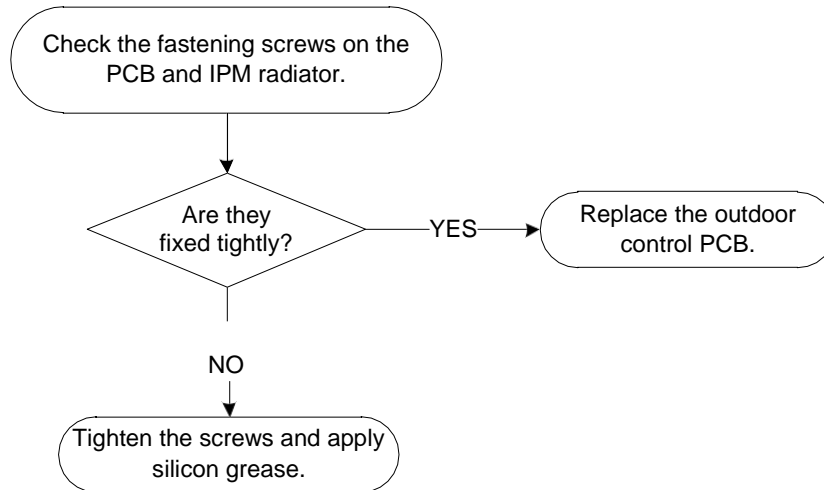 Check the fastening screws on the
PCB and IPM radiator.
Are they
fixed tightly?
YES
Replace the outdoor
control PCB.
NO
Tighten the screws and apply
silicon grease.